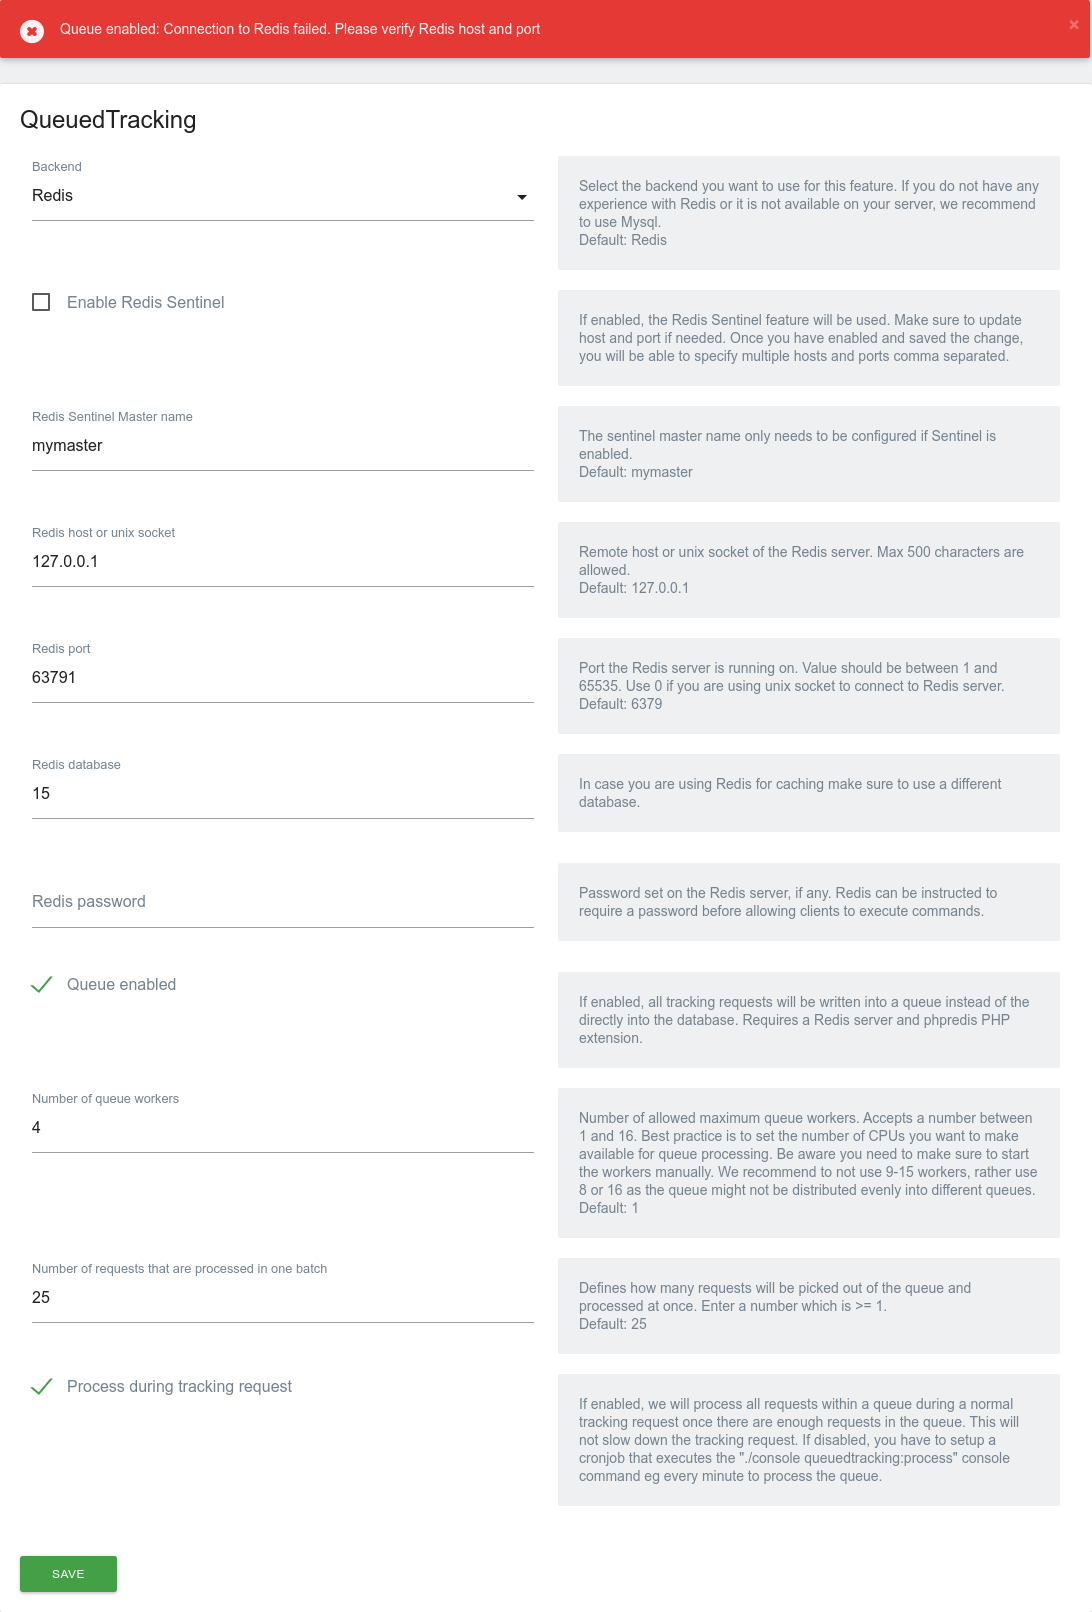 Queue enabled: Connection to Redis failed. Please verify Redis host and port
×
QueuedTracking
Backend
Redis
Select the backend you want to use for this feature. If you do not have any
experience with Redis or it is not available on your server, we recommend
to use Mysql.
Default: Redis
Enable Redis Sentinel
If enabled, the Redis Sentinel feature will be used. Make sure to update
host and port if needed. Once you have enabled and saved the change,
you will be able to specify multiple hosts and ports comma separated.
Redis Sentinel Master name
mymaster
The sentinel master name only needs to be configured if Sentinel is
enabled.
Default: mymaster
Redis host or unix socket
127.0.0.1
Remote host or unix socket of the Redis server. Max 500 characters are
allowed.
Default: 127.0.0.1
Redis port
63791
Port the Redis server is running on. Value should be between 1 and
65535. Use 0 if you are using unix socket to connect to Redis server.
Default: 6379
Redis database
15
In case you are using Redis for caching make sure to use a different
database.
Redis password
Password set on the Redis server, if any. Redis can be instructed to
require a password before allowing clients to execute commands.
Queue enabled
If enabled, all tracking requests will be written into a queue instead of the
directly into the database. Requires a Redis server and phpredis PHP
extension.
Number of queue workers
4
Number of allowed maximum queue workers. Accepts a number between
1 and 16. Best practice is to set the number of CPUs you want to make
available for queue processing. Be aware you need to make sure to start
the workers manually. We recommend to not use 9-15 workers, rather use
8 or 16 as the queue might not be distributed evenly into different queues.
Default: 1
Number of requests that are processed in one batch
25
Defines how many requests will be picked out of the queue and
processed at once. Enter a number which is >= 1.
Default: 25
Process during tracking request
If enabled, we will process all requests within a queue during a normal
tracking request once there are enough requests in the queue. This will
not slow down the tracking request. If disabled, you have to setup a
cronjob that executes the "./console queuedtracking:process" console
command eg every minute to process the queue.
SAVE